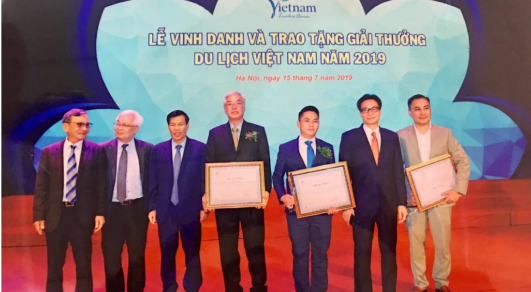 Vietnam
LỄ VINH DANH VÀ TRAO TẶNG GIẢI THƯỞNG
DU LỊCH VIỆT NAM NĂM 2019
Hà Nội, ngày 15 tháng 7 năm 2019